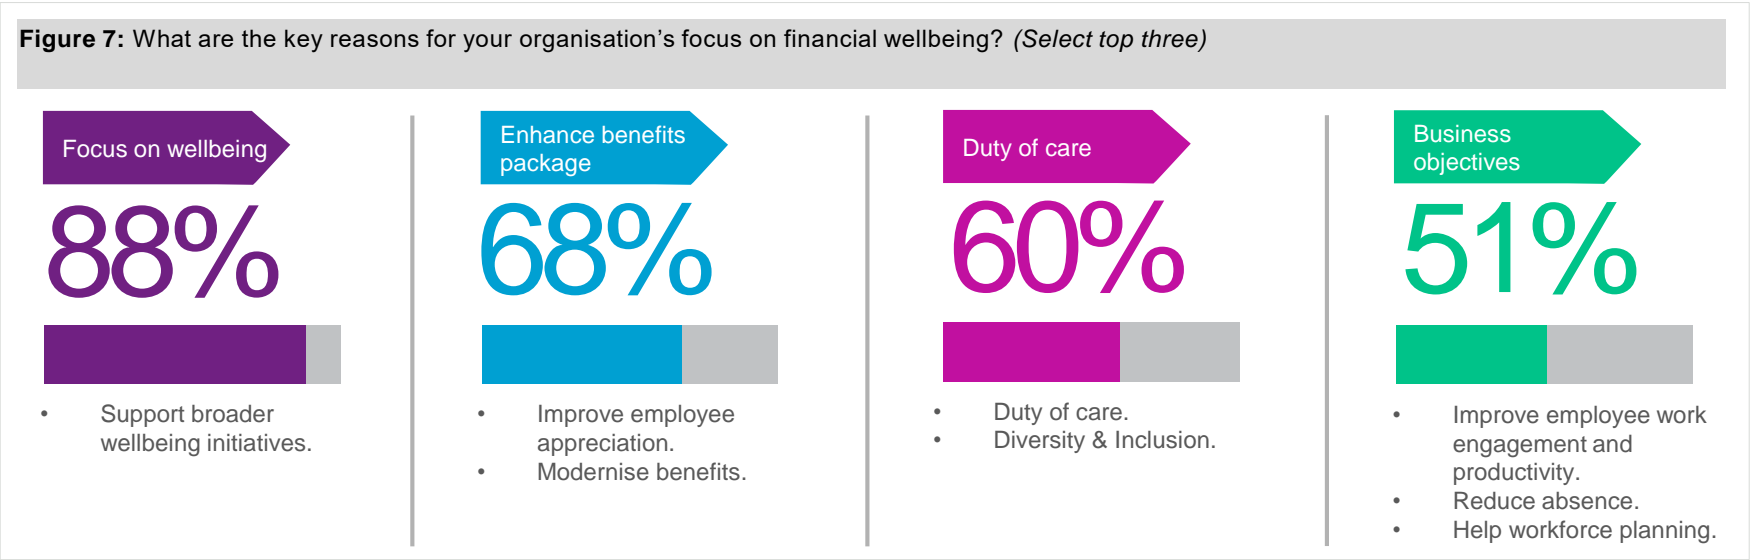 Figure 7: What are the key reasons for your organisation’s focus on financial wellbeing? (Select top three)
Focus on wellbeing
88%
• Support broader
wellbeing initiatives.
Enhance benefits
package
68%
• Improve employee
appreciation.
• Modernise benefits.
Duty of care
60%
• Duty of care.
• Diversity & Inclusion.
Business
objectives
51%
• Improve employee work
engagement and
productivity.
• Reduce absence.
• Help workforce planning.